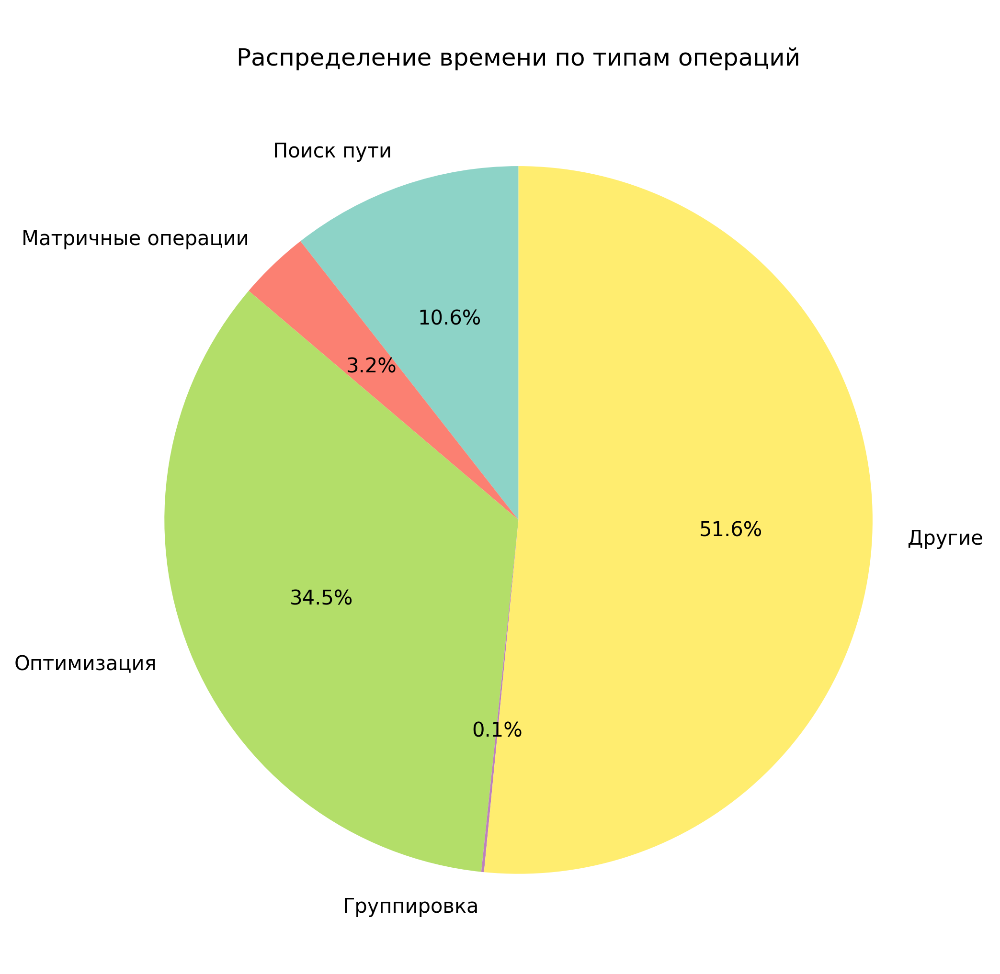 Распределение времени по типам операций
Поиск пути
Матричные операции
10.6%
3.2%
51.6%
Другие
34.5%
Оптимизация
0.1%
Группировка